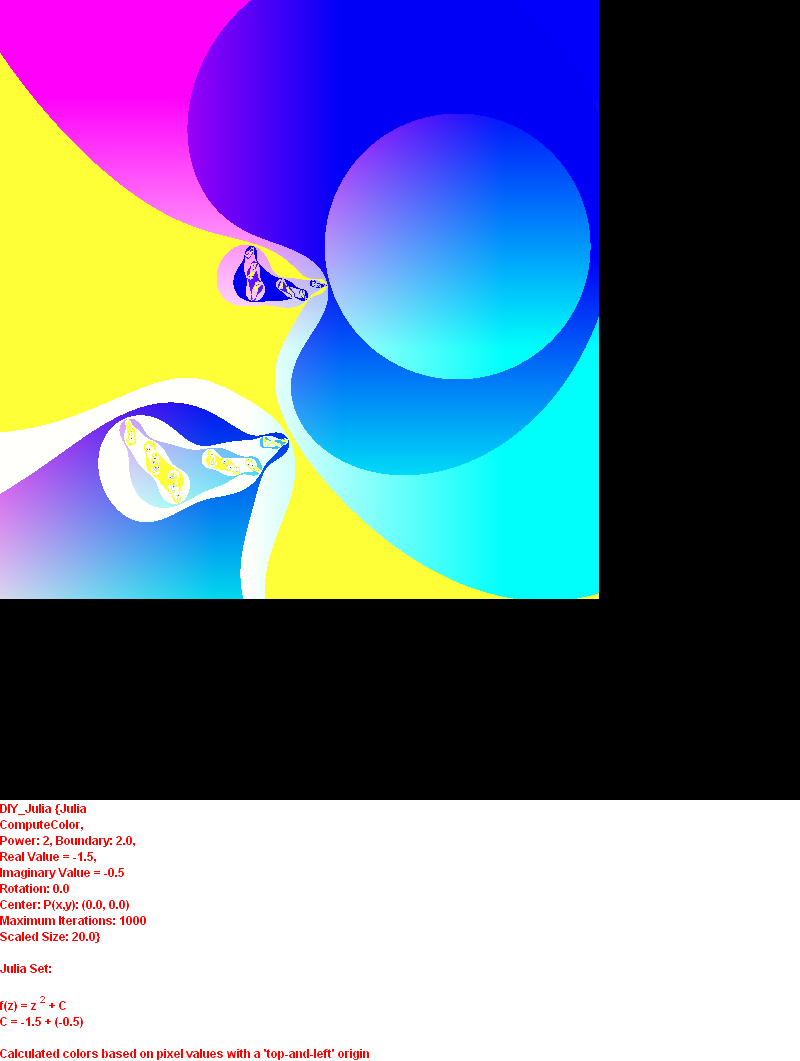 DIY_Julia {Julia
ComputeColor,
Power: 2, Boundary: 2.0,
Real Value = -1.5,
Imaginary Value = -0.5
Rotation: 0.0
Center: P(x,y): (0.0, 0.0)
Maximum Iterations: 1000
Scaled Size: 20.0}
Julia Set:
f(z) = z ² + C
C = -1.5 + (-0.5)
Calculated colors based on pixel values with a 'top-and-left' origin